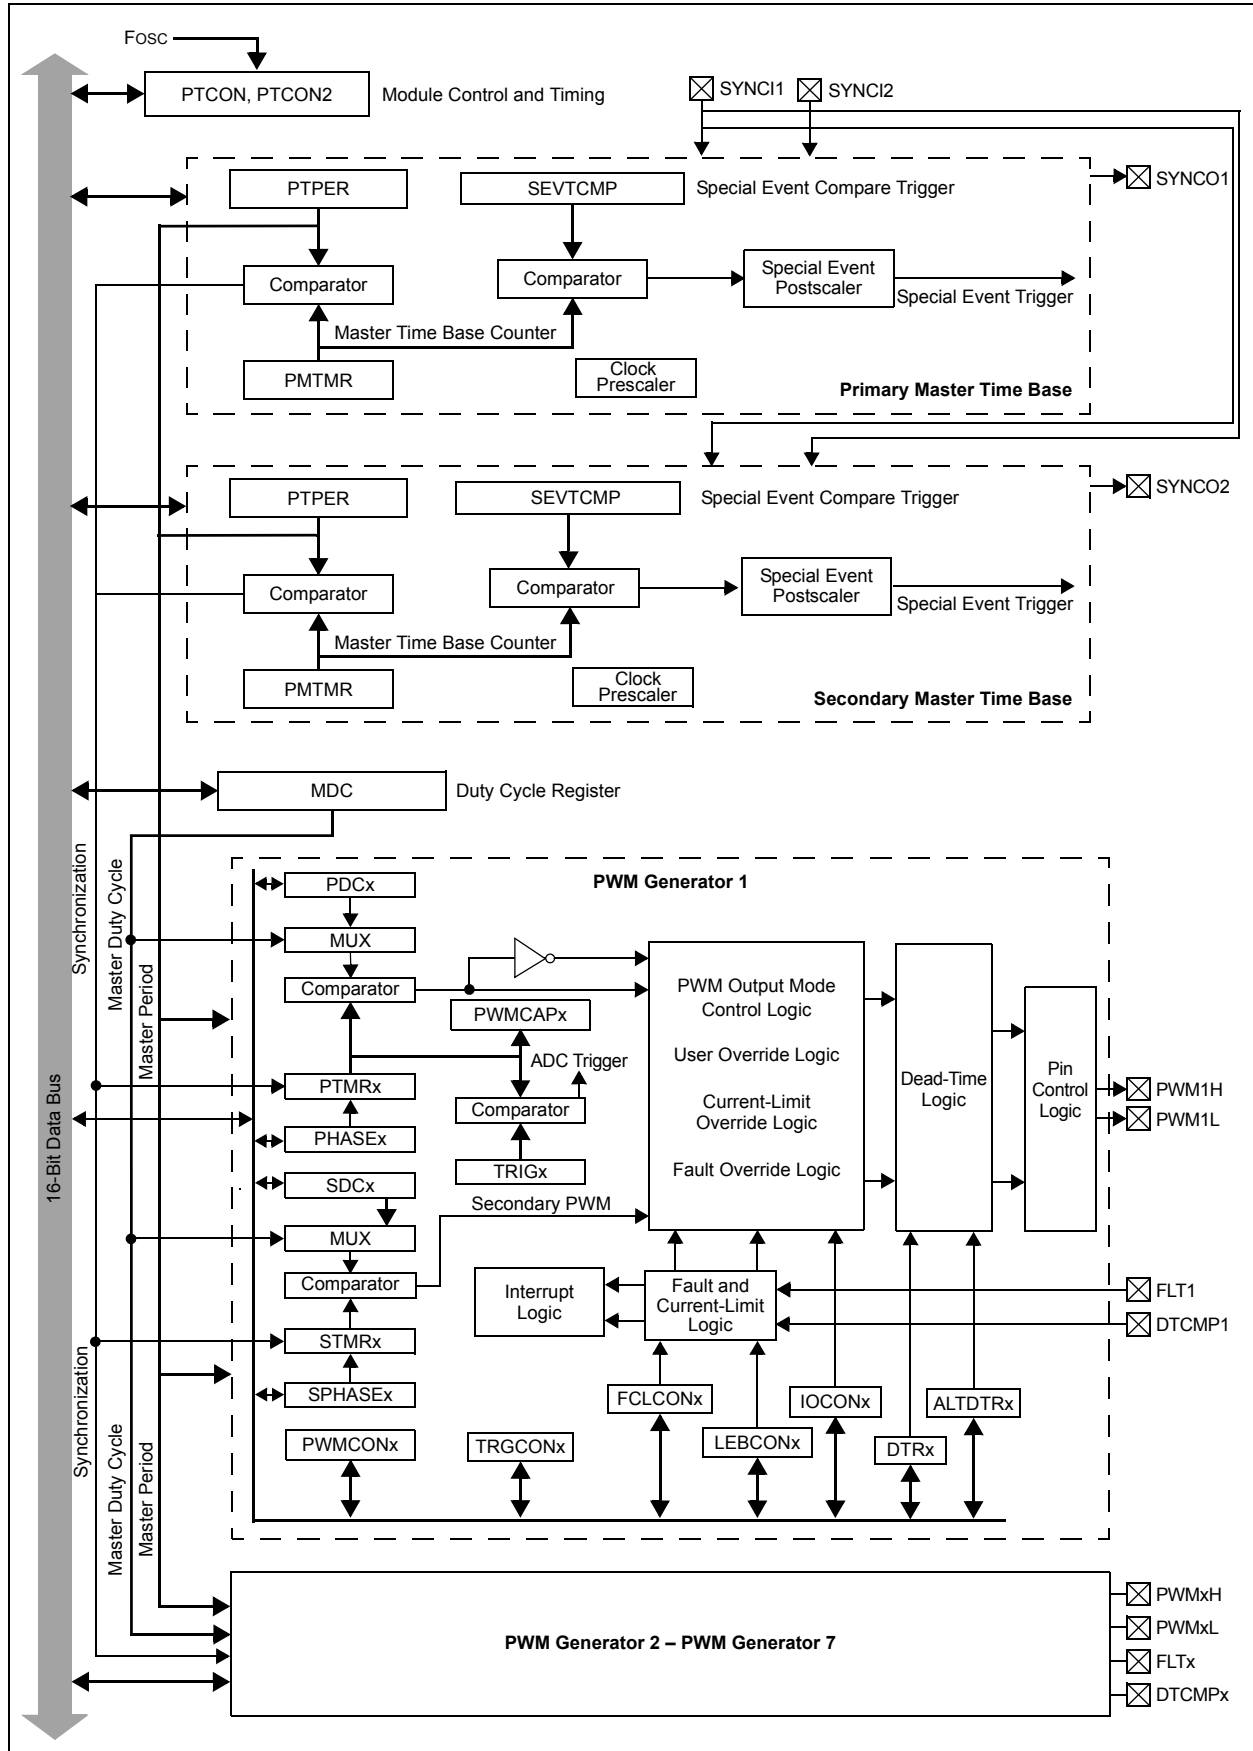 FOSC
PTCON, PTCON2
Module Control and Timing
SYNCI1
SYNCI2
PTPER
SEVTCMP
Special Event Compare Trigger
SYNCO1
Comparator
Comparator
Special Event
Postscaler
Special Event Trigger
Master Time Base Counter
PMTMR
Clock
Prescaler
Primary Master Time Base
PTPER
SEVTCMP
Special Event Compare Trigger
SYNCO2
Comparator
Comparator
Special Event
Postscaler
Special Event Trigger
Master Time Base Counter
PMTMR
Clock
Prescaler
Secondary Master Time Base
MDC
Duty Cycle Register
16-Bit Data Bus
Synchronization
Master Duty Cycle
Master Period
PWM Generator 1
PDCx
MUX
Comparator
PWMCAPx
ADC Trigger
PTMRx
Comparator
PHASEx
TRIGx
SDCx
Secondary PWM
MUX
Comparator
STMRx
SPHASEx
PWMCONx
TRGCONx
PWM Output Mode
Control Logic
User Override Logic
Current-Limit
Override Logic
Fault Override Logic
Dead-Time
Logic
Pin
Control
Logic
PWM1H
PWM1L
Interrupt
Logic
Fault and
Current-Limit
Logic
FLT1
DTCMP1
FCLCONx
IOCONx
ALTDTRx
LEBCONx
DTRx
Synchronization
Master Duty Cycle
Master Period
PWM Generator 2 – PWM Generator 7
PWMxH
PWMxL
FLTx
DTCMPx